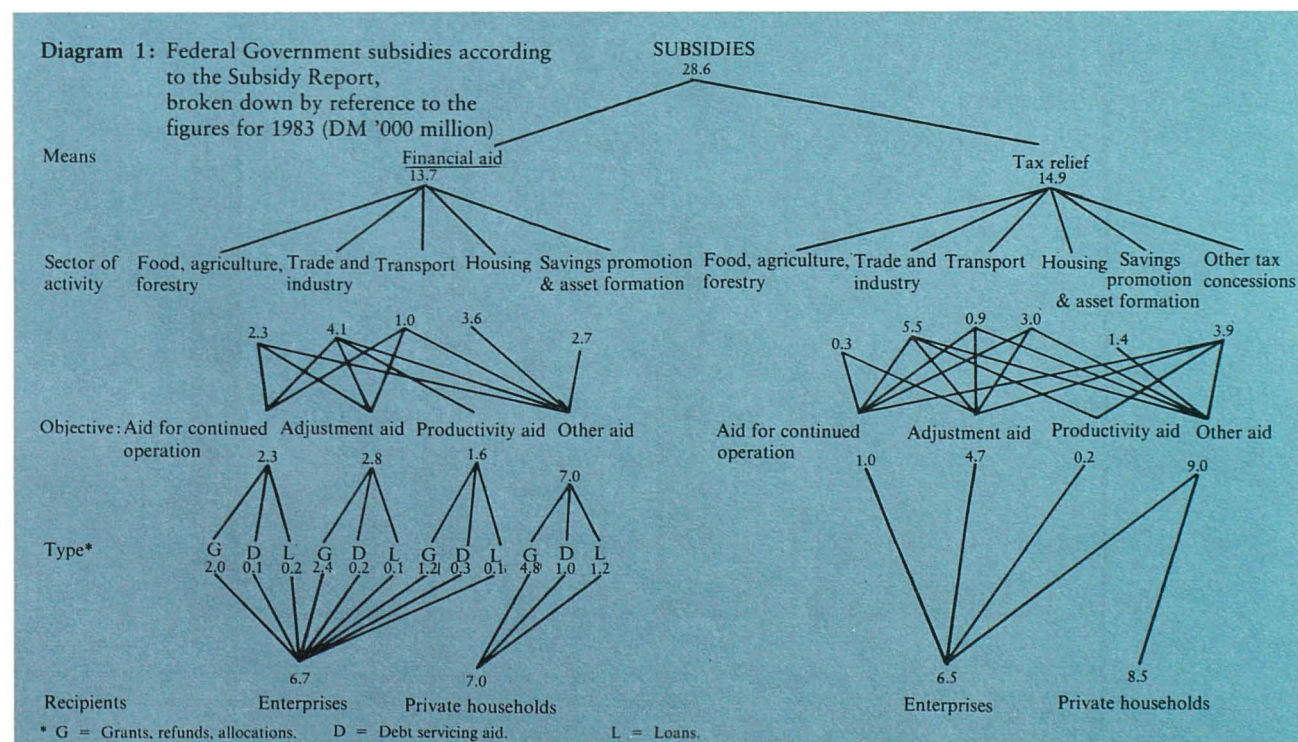 Diagram 1: Federal Government subsidies according
to the Subsidy Report,
broken down by reference to the
figures for 1983 (DM '000 million)
SUBSIDIES
28.6
Means
Financial aid
13.7
Tax relief
14.9
Sector of
activity
Food, agriculture,
forestry
Trade and
industry
Transport
Housing
Savings promotion
& asset formation
Food, agriculture,
forestry
Trade and
industry
Transport
Housing
Savings
promotion
& asset formation
Other tax
concessions
2.3 4.1 1.0 3.6 2.7
0.3 5.5 0.9 3.0 1.4 3.9
Objective: Aid for continued
operation
Adjustment aid
Productivity aid
Other aid
Aid for continued
operation
Adjustment aid
Productivity aid
Other aid
2.3 2.8 1.6 7.0
1.0 4.7 0.2 9.0
Type*
G D L G D L G D L G D L
2,0 0,1 0.2 2,4 0.2 0.1 1,2 0,3 0.1 4,8 1,0 1,2
6.7 7.0 6.5 8.5
Recipients Enterprises Private households Enterprises Private households
* G = Grants, refunds, allocations. D = Debt servicing aid. L = Loans.